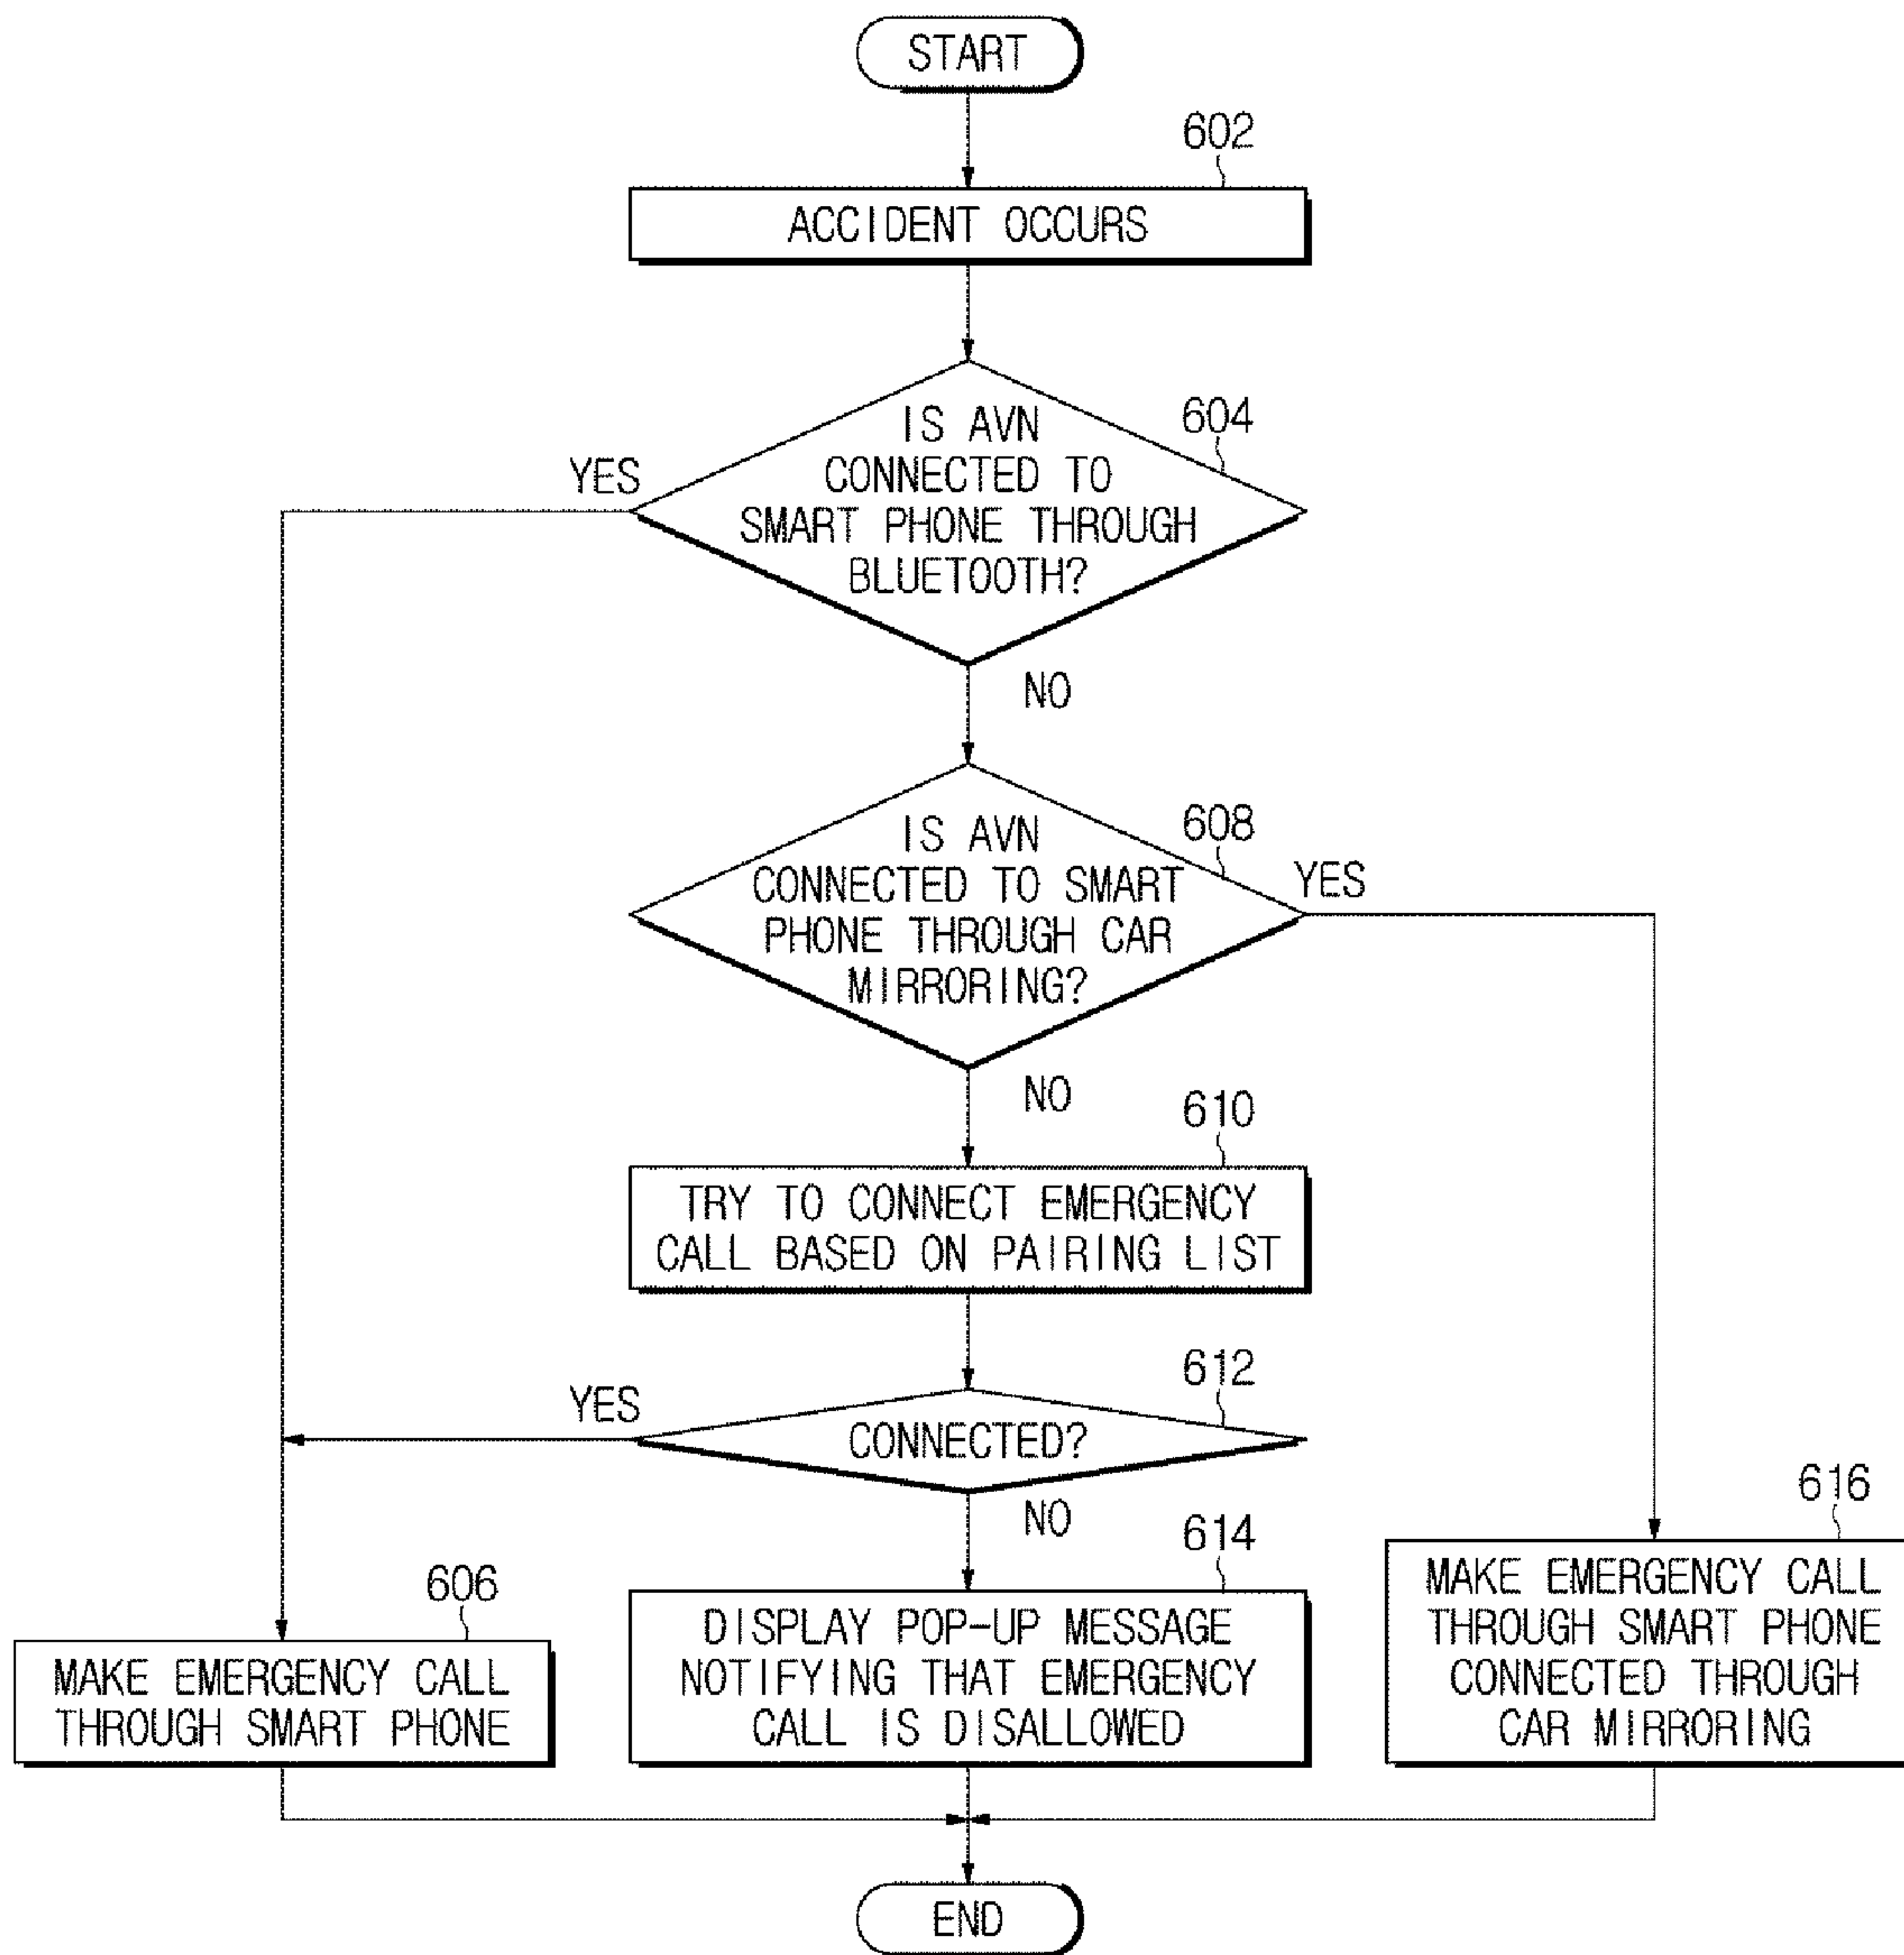 START
602
ACCIDENT OCCURS
604
IS AVN
CONNECTED TO
SMART PHONE THROUGH
BLUETOOTH?
YES
NO
608
IS AVN
CONNECTED TO SMART
PHONE THROUGH CAR
MIRRORING?
YES
NO
610
TRY TO CONNECT EMERGENCY
CALL BASED ON PAIRING LIST
612
CONNECTED?
YES
NO
606
MAKE EMERGENCY CALL
THROUGH SMART PHONE
614
DISPLAY POP-UP MESSAGE
NOTIFYING THAT EMERGENCY
CALL IS DISALLOWED
616
MAKE EMERGENCY CALL
THROUGH SMART PHONE
CONNECTED THROUGH
CAR MIRRORING
END